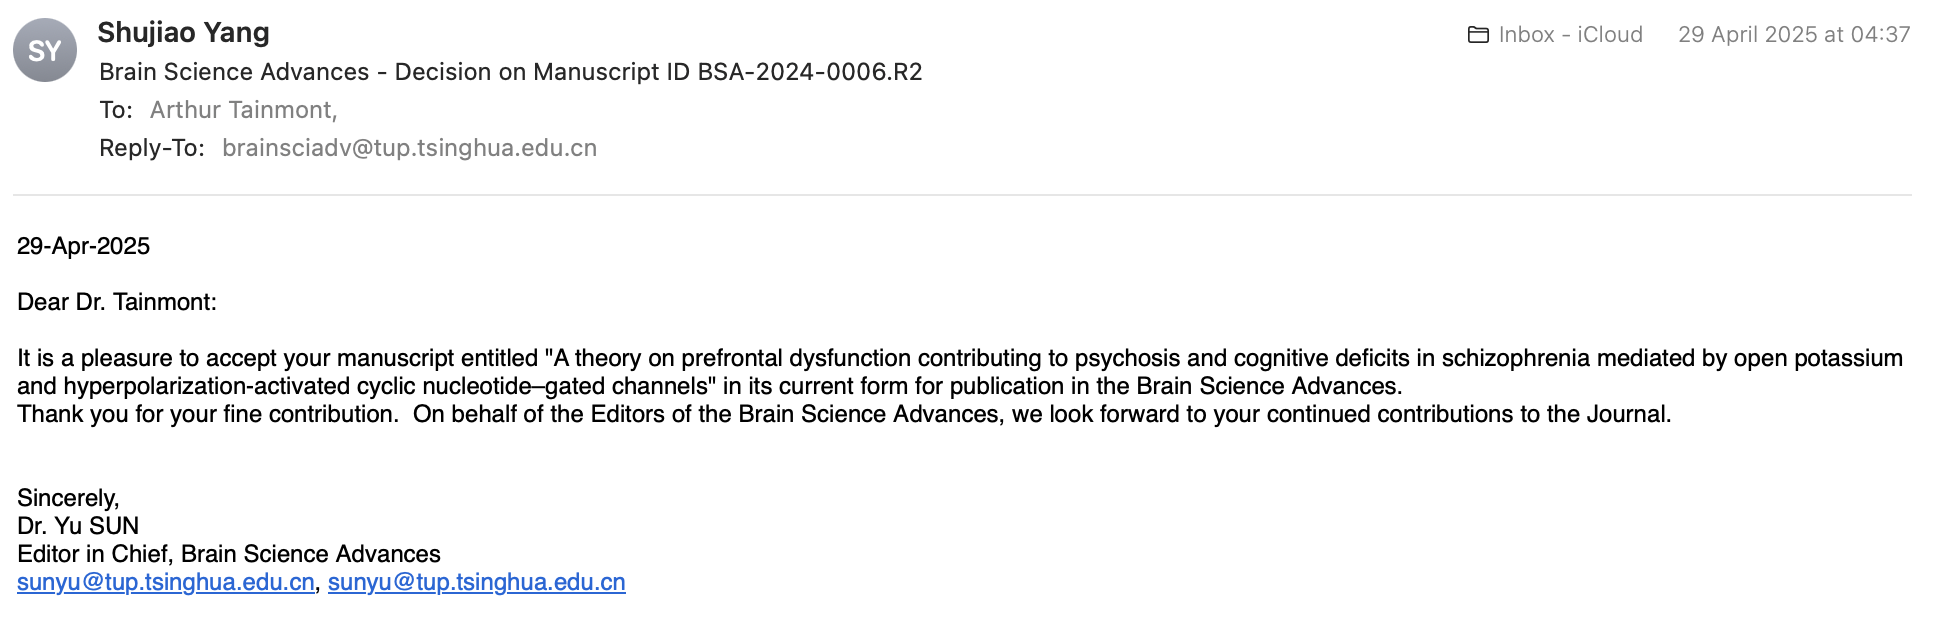 SY
Shujiao Yang
Inbox - iCloud 29 April 2025 at 04:37
Brain Science Advances - Decision on Manuscript ID BSA-2024-0006.R2
To: Arthur Tainmont,
Reply-To: brainsciadv@tup.tsinghua.edu.cn
29-Apr-2025
Dear Dr. Tainmont:
It is a pleasure to accept your manuscript entitled "A theory on prefrontal dysfunction contributing to psychosis and cognitive deficits in schizophrenia mediated by open potassium
and hyperpolarization-activated cyclic nucleotide–gated channels" in its current form for publication in the Brain Science Advances.
Thank you for your fine contribution.  On behalf of the Editors of the Brain Science Advances, we look forward to your continued contributions to the Journal.
Sincerely,
Dr. Yu SUN
Editor in Chief, Brain Science Advances
sunyu@tup.tsinghua.edu.cn, sunyu@tup.tsinghua.edu.cn